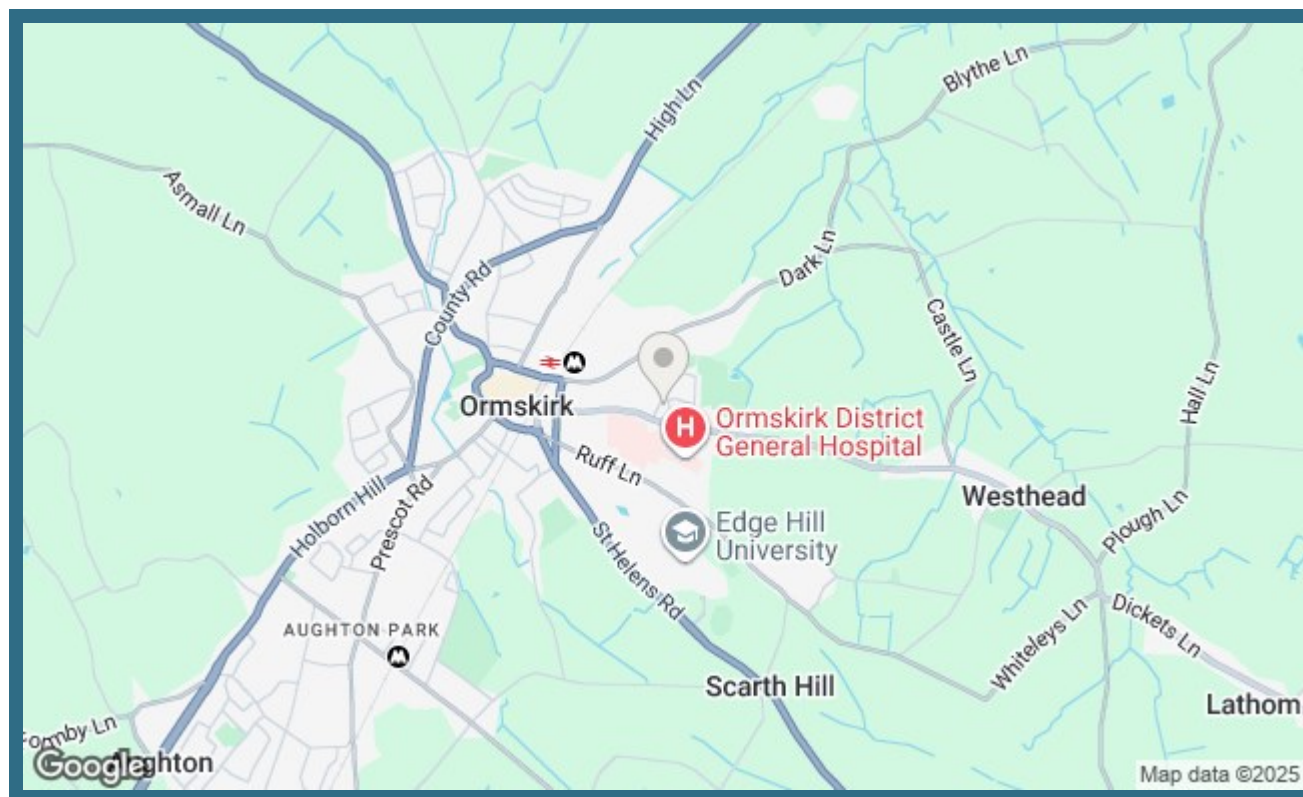 Blythe Ln
High Ln
Asmall Ln
Dark Ln
County Rd
Castle Ln
Hall Ln
Ormskirk
H
Ormskirk District
General Hospital
Ruff Ln
Westhead
Holborn Hill
Prescot Rd
Edge Hill
University
Plough Ln
St Helens Rd
AUGHTON PARK
Whiteleys Ln
Dickets Ln
Scarth Hill
Lathom
Formby Ln
Aughton
Google
Map data ©2025